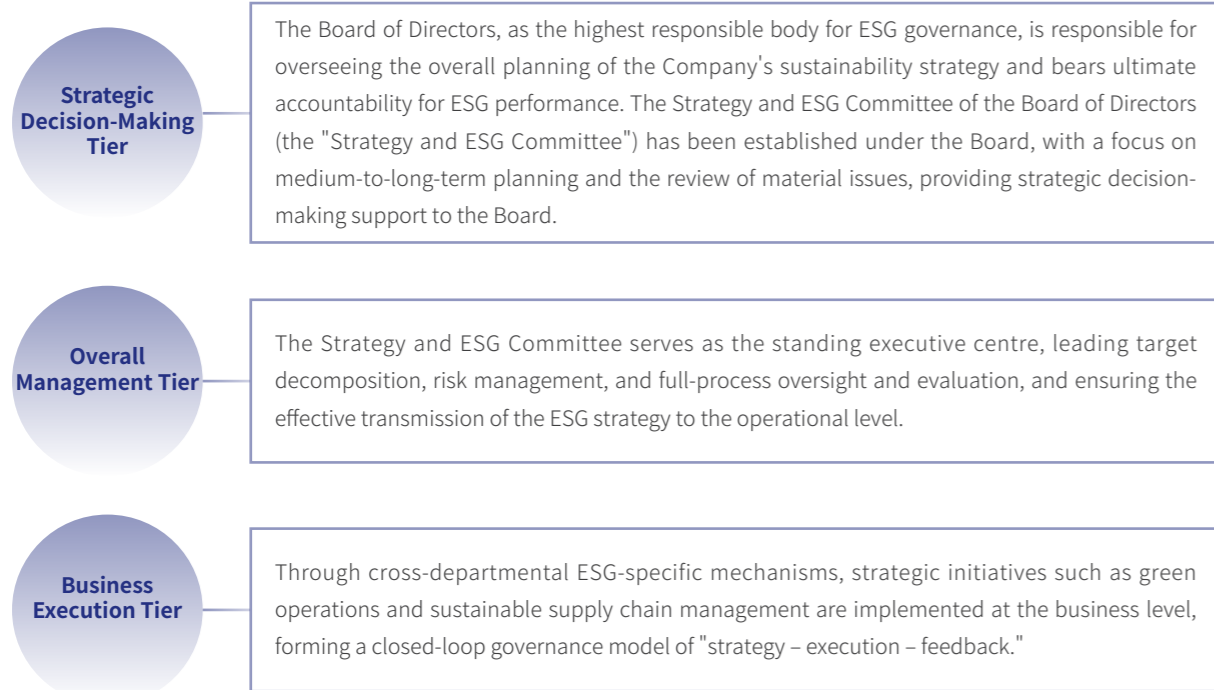 Strategic
Decision-Making
Tier
The Board of Directors, as the highest responsible body for ESG governance, is responsible for
overseeing the overall planning of the Company's sustainability strategy and bears ultimate
accountability for ESG performance. The Strategy and ESG Committee of the Board of Directors
(the "Strategy and ESG Committee") has been established under the Board, with a focus on
medium-to-long-term planning and the review of material issues, providing strategic decision-
making support to the Board.
Overall
Management Tier
The Strategy and ESG Committee serves as the standing executive centre, leading target
decomposition, risk management, and full-process oversight and evaluation, and ensuring the
effective transmission of the ESG strategy to the operational level.
Business
Execution Tier
Through cross-departmental ESG-specific mechanisms, strategic initiatives such as green
operations and sustainable supply chain management are implemented at the business level,
forming a closed-loop governance model of "strategy – execution – feedback."